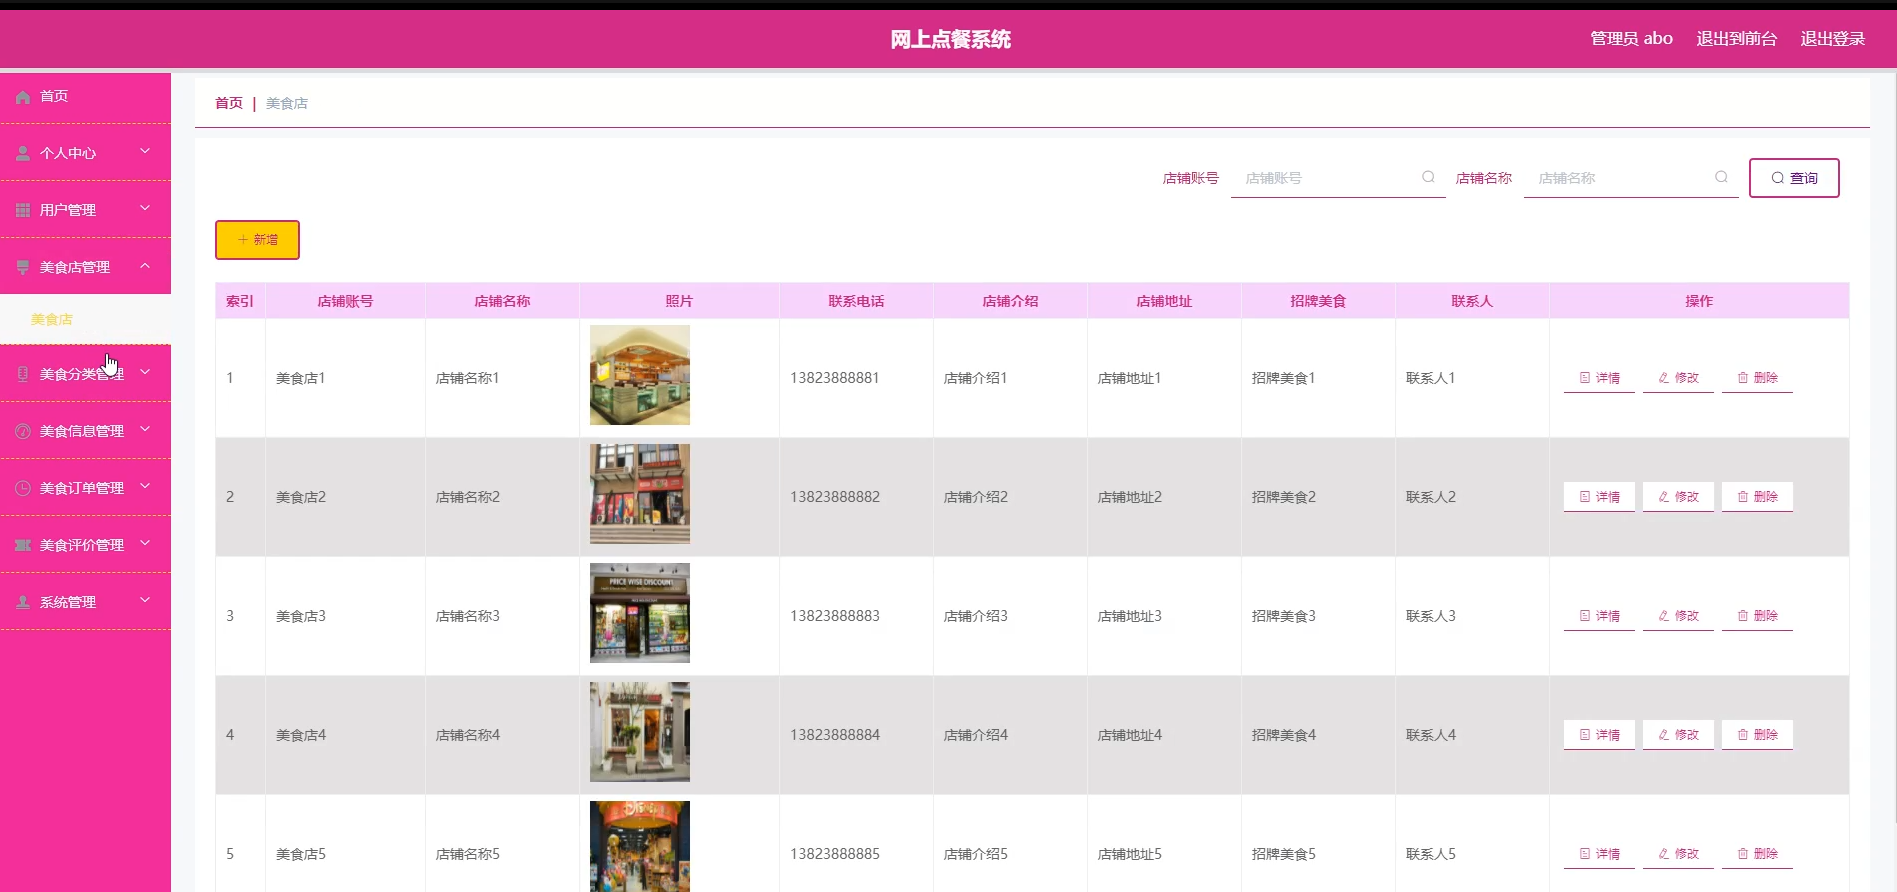 网上点餐系统
管理员 abo 退出到前台 退出登录
首页
个人中心
用户管理
美食店管理
美食店
美食分类管理
美食信息管理
美食订单管理
美食评价管理
系统管理
首页 | 美食店
店铺账号 店铺账号 店铺名称 店铺名称 查询
新增
索引 店铺账号 店铺名称 照片 联系电话 店铺介绍 店铺地址 招牌美食 联系人 操作
1 美食店1 店铺名称1 13823888881 店铺介绍1 店铺地址1 招牌美食1 联系人1 详情 修改 删除
2 美食店2 店铺名称2 13823888882 店铺介绍2 店铺地址2 招牌美食2 联系人2 详情 修改 删除
PRICE WISE DISCOUNT
3 美食店3 店铺名称3 13823888883 店铺介绍3 店铺地址3 招牌美食3 联系人3 详情 修改 删除
4 美食店4 店铺名称4 13823888884 店铺介绍4 店铺地址4 招牌美食4 联系人4 详情 修改 删除
5 美食店5 店铺名称5 13823888885 店铺介绍5 店铺地址5 招牌美食5 联系人5 详情 修改 删除